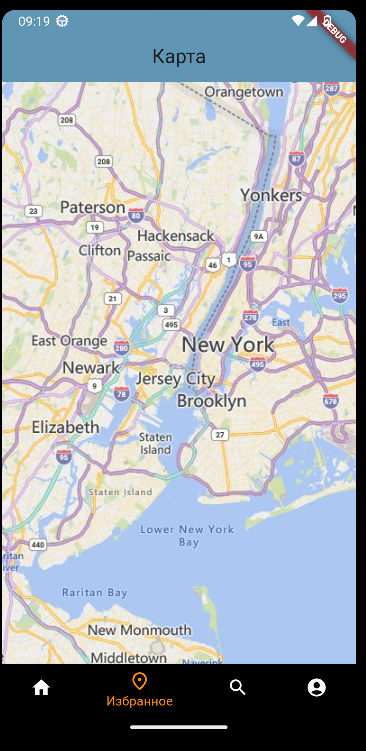 09:19
DEBUG
Карта
Orangetown
287
208
208
87
Yonkers
Paterson
23
80
19
9A
Hackensack
Clifton
Passaic
1
46
95
21
295
3
278
East
495
East Orange
280
New York
495
Newark
Jersey City
9
78
Brooklyn
678
Elizabeth
27
Staten
Island
95
Staten Island
Lower New York
Bay
440
Raritan Bay
New Monmouth
Middletown
Избранное